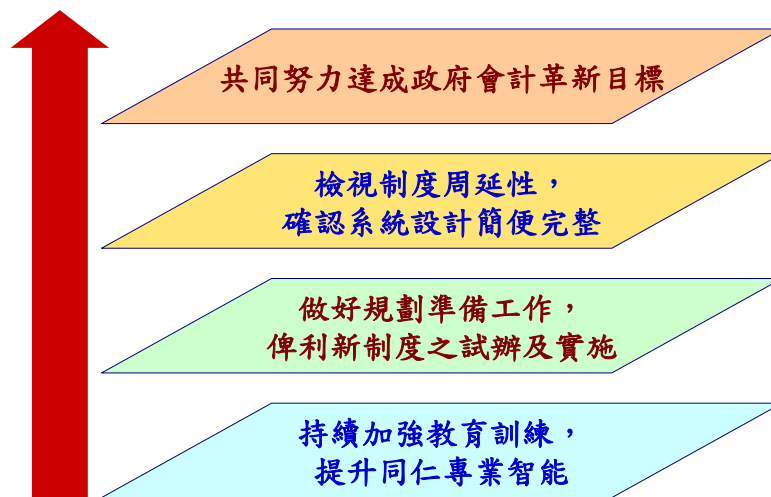 共同努力達成政府會計革新目標
檢視制度周延性，
確認系統設計簡便完整
做好規劃準備工作，
俾利新制度之試辦及實施
持續加強教育訓練，
提升同仁專業智能